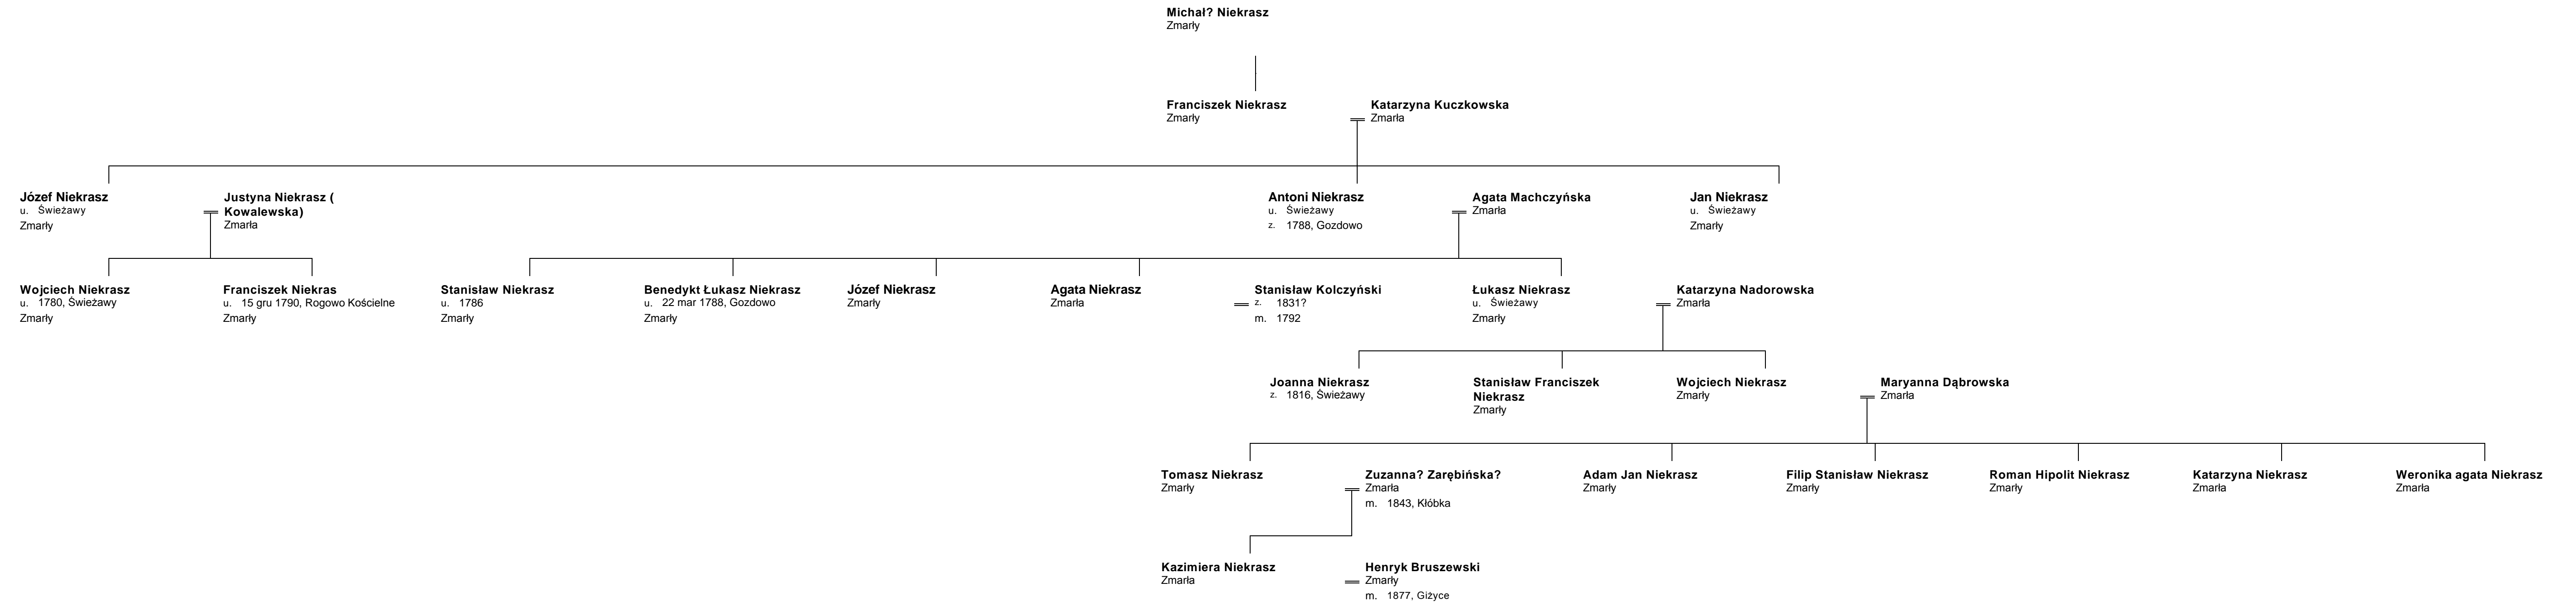 Michał? Niekrasz
Zmarły
Franciszek Niekrasz
Zmarły
Katarzyna Kuczkowska
Zmarła
Józef Niekrasz
u. Świeżawy
Zmarły
Justyna Niekrasz (
Kowalewska)
Zmarła
Antoni Niekrasz
u. Świeżawy
z. 1788, Gozdowo
Agata Machczyńska
Zmarła
Jan Niekrasz
u. Świeżawy
Zmarły
Wojciech Niekrasz
u. 1780, Świeżawy
Zmarły
Franciszek Niekras
u. 15 gru 1790, Rogowo Kościelne
Zmarły
Stanisław Niekrasz
u. 1786
Zmarły
Benedykt Łukasz Niekrasz
u. 22 mar 1788, Gozdowo
Zmarły
Józef Niekrasz
Zmarły
Agata Niekrasz
Zmarła
Stanisław Kolczyński
z. 1831?
m. 1792
Łukasz Niekrasz
u. Świeżawy
Zmarły
Katarzyna Nadorowska
Zmarła
Joanna Niekrasz
z. 1816, Świeżawy
Stanisław Franciszek
Niekrasz
Zmarły
Wojciech Niekrasz
Zmarły
Maryanna Dąbrowska
Zmarła
Tomasz Niekrasz
Zmarły
Zuzanna? Zarębińska?
Zmarła
m. 1843, Kłóbka
Adam Jan Niekrasz
Zmarły
Filip Stanisław Niekrasz
Zmarły
Roman Hipolit Niekrasz
Zmarły
Katarzyna Niekrasz
Zmarła
Weronika agata Niekrasz
Zmarła
Kazimiera Niekrasz
Zmarła
Henryk Bruszewski
Zmarły
m. 1877, Giżyce